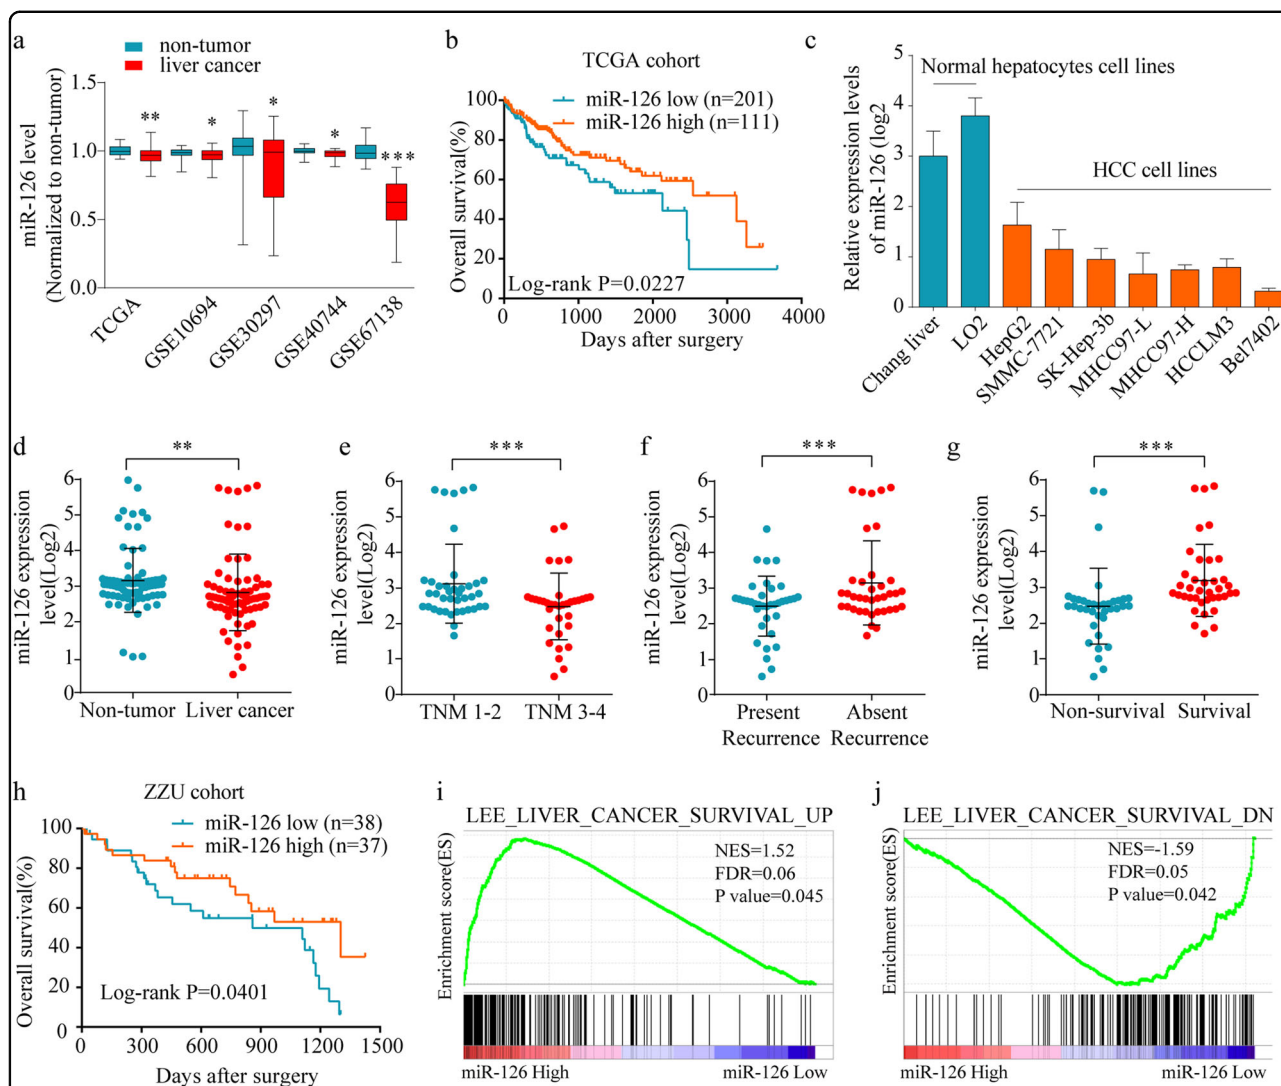 a
non-tumor
liver cancer
miR-126 level
(Normalized to non-tumor)
1.5
1.0
0.5
0.0
**
*
*
*
***
TCGA
GSE10694
GSE30297
GSE40744
GSE67138
b
TCGA cohort
miR-126 low (n=201)
miR-126 high (n=111)
Overall survival(%)
100
80
60
40
20
0
Log-rank P=0.0227
0
1000
2000
3000
4000
Days after surgery
c
Relative expression levels
of miR-126 (log2)
5
4
3
2
1
0
Normal hepatocytes cell lines
HCC cell lines
Chang liver
LO2
HepG2
SMMC-7721
SK-Hep-3b
MHCC97-L
MHCC97-H
HCCLM3
Bel7402
d
**
miR-126 expression
level(Log2)
6
5
4
3
2
1
0
Non-tumor
Liver cancer
e
***
miR-126 expression
level(Log2)
6
5
4
3
2
1
0
TNM 1-2
TNM 3-4
f
***
miR-126 expression
level(Log2)
6
5
4
3
2
1
0
Present
Recurrence
Absent
Recurrence
g
***
miR-126 expression
level(Log2)
6
5
4
3
2
1
0
Non-survival
Survival
h
ZZU cohort
miR-126 low (n=38)
miR-126 high (n=37)
Overall survival(%)
100
80
60
40
20
0
Log-rank P=0.0401
0
300
600
900
1200
1500
Days after surgery
i
LEE_LIVER_CANCER_SURVIVAL_UP
Enrichment score(ES)
NES=1.52
FDR=0.06
P value=0.045
miR-126 High
miR-126 Low
j
LEE_LIVER_CANCER_SURVIVAL_DN
Enrichment score(ES)
NES=-1.59
FDR=0.05
P value=0.042
miR-126 High
miR-126 Low